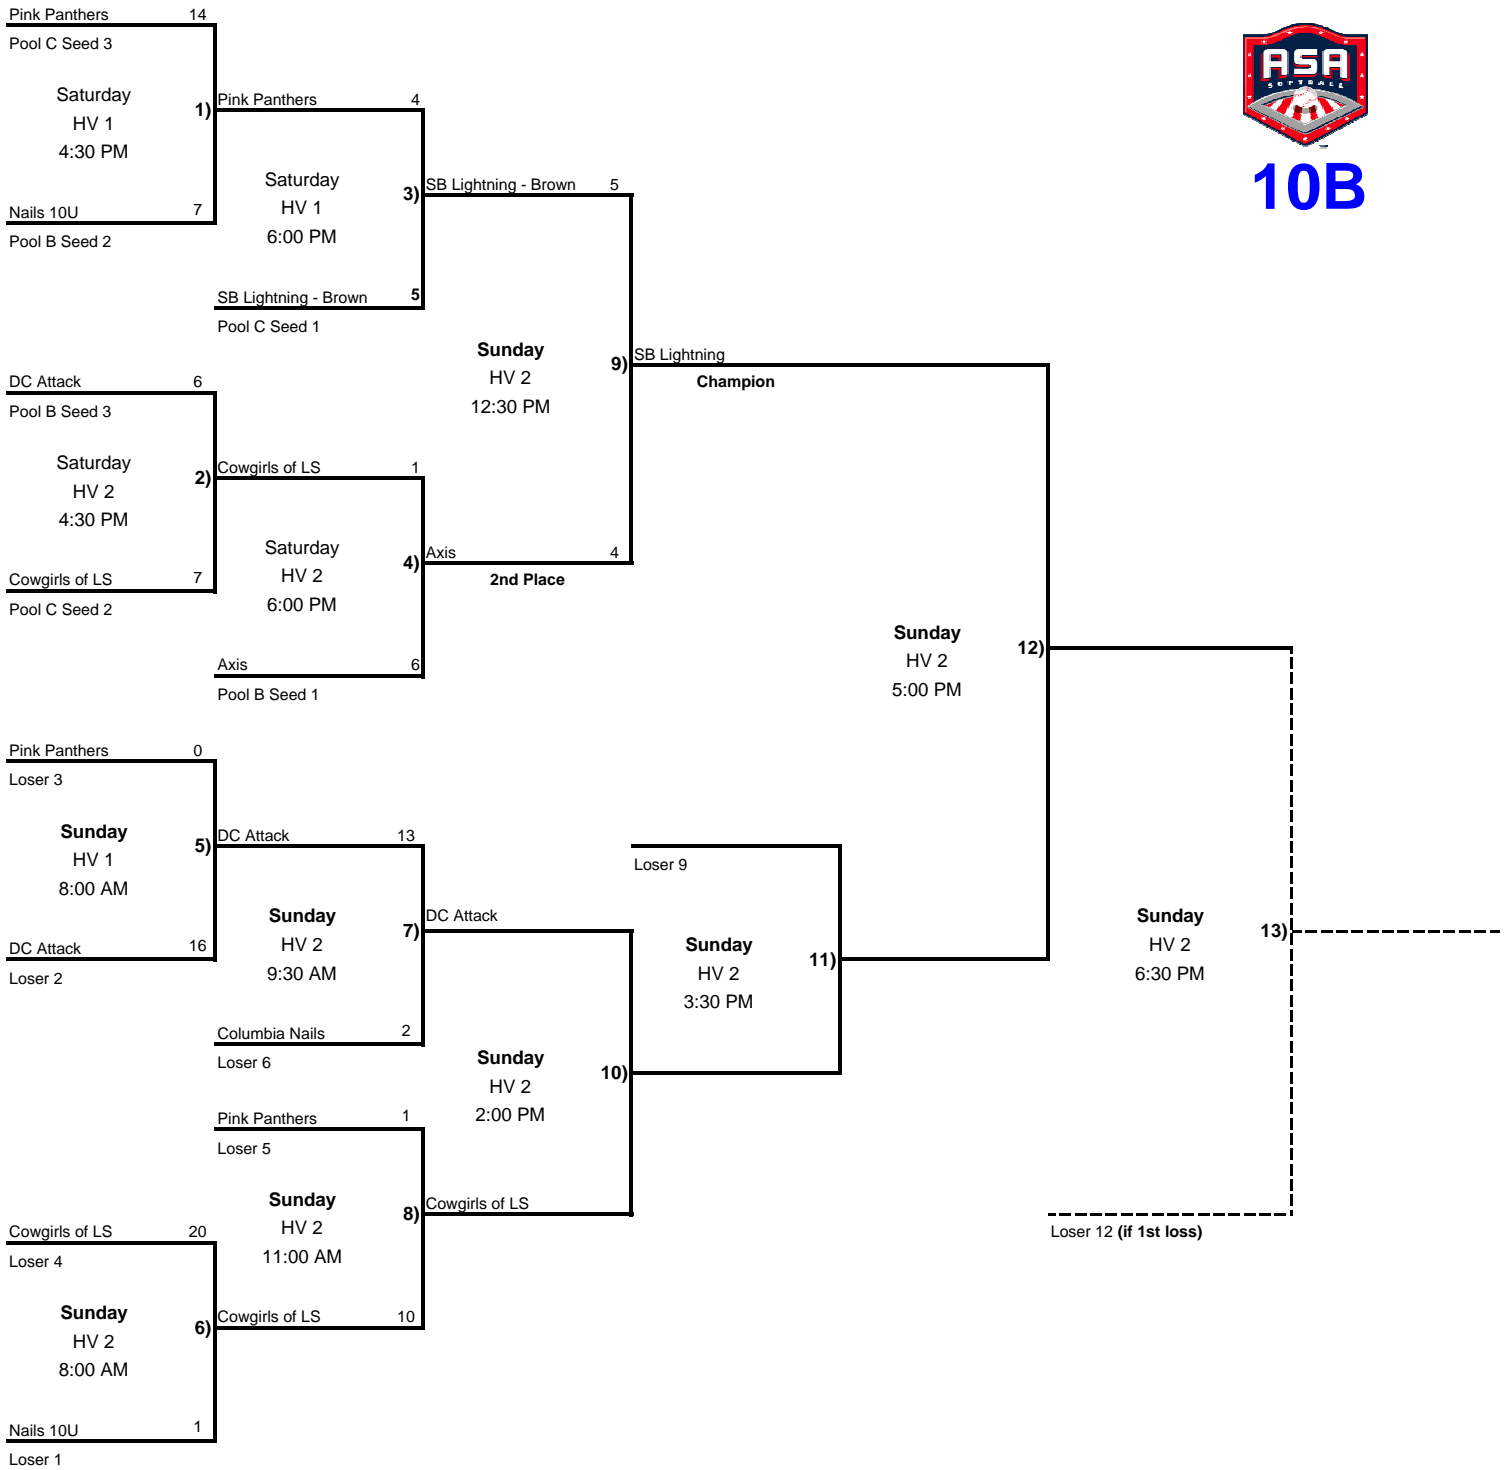 Pink Panthers 14
Pool C Seed 3
Saturday
HV 1
4:30 PM
1)
Nails 10U 7
Pool B Seed 2
Pink Panthers 4
Saturday
HV 1
6:00 PM
3)
SB Lightning - Brown 5
Pool C Seed 1
SB Lightning - Brown 5
ASA
SOFTBALL
10B
DC Attack 6
Pool B Seed 3
Saturday
HV 2
4:30 PM
2)
Cowgirls of LS 7
Pool C Seed 2
Cowgirls of LS 1
Saturday
HV 2
6:00 PM
4)
Axis 6
Pool B Seed 1
Sunday
HV 2
12:30 PM
9)
Axis 4
2nd Place
SB Lightning
Champion
Sunday
HV 2
5:00 PM
12)
Pink Panthers 0
Loser 3
Sunday
HV 1
8:00 AM
5)
DC Attack 16
Loser 2
DC Attack 13
Sunday
HV 2
9:30 AM
7)
Columbia Nails 2
Loser 6
DC Attack
Sunday
HV 2
2:00 PM
10)
Loser 9
Sunday
HV 2
3:30 PM
11)
Sunday
HV 2
6:30 PM
13)
Pink Panthers 1
Loser 5
Sunday
HV 2
11:00 AM
8)
Cowgirls of LS
Cowgirls of LS 20
Loser 4
Sunday
HV 2
8:00 AM
6)
Cowgirls of LS 10
Nails 10U 1
Loser 1
Loser 12 (if 1st loss)